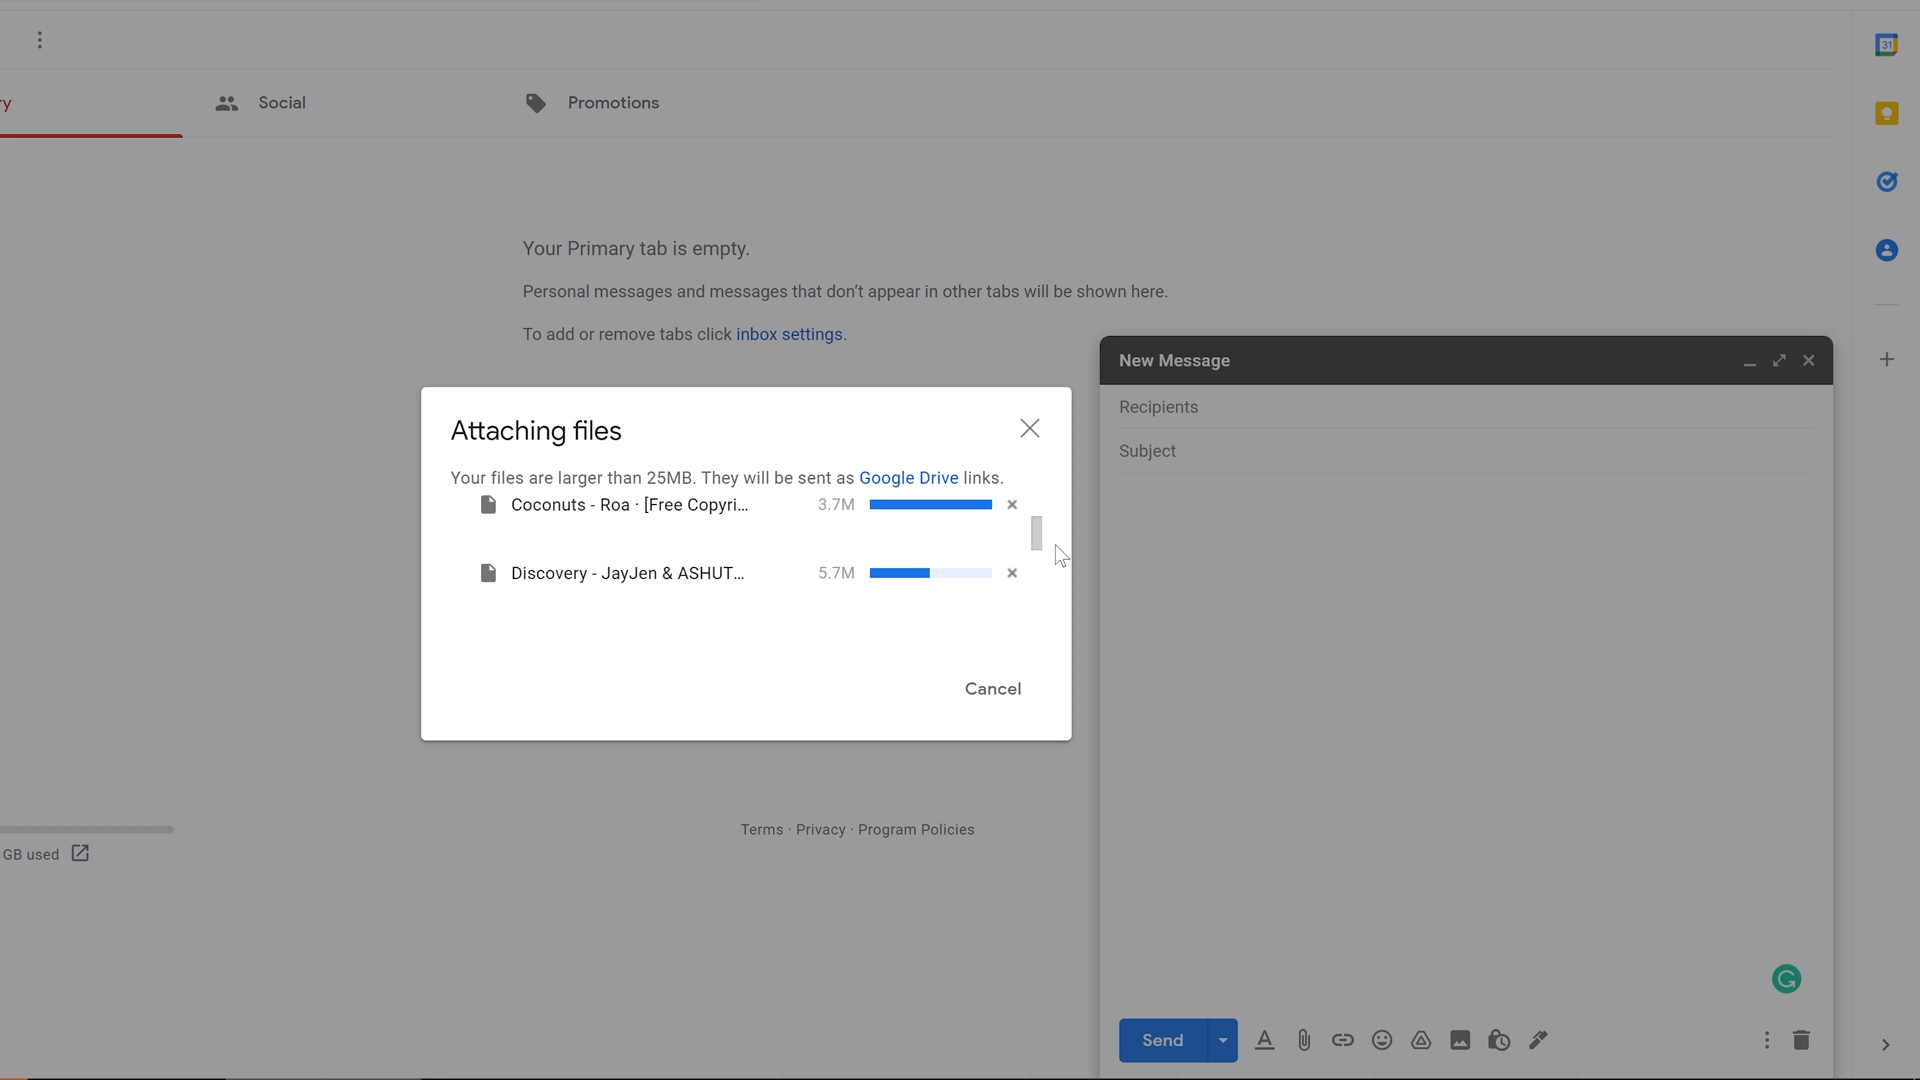 ry
Social
Promotions
31
Your Primary tab is empty.
Personal messages and messages that don't appear in other tabs will be shown here.
To add or remove tabs click inbox settings.
New Message
Recipients
Subject
Attaching files
Your files are larger than 25MB. They will be sent as Google Drive links.
Coconuts - Roa · [Free Copyri... 3.7M
Discovery - JayJen & ASHUT... 5.7M
Cancel
Terms · Privacy · Program Policies
GB used
Send